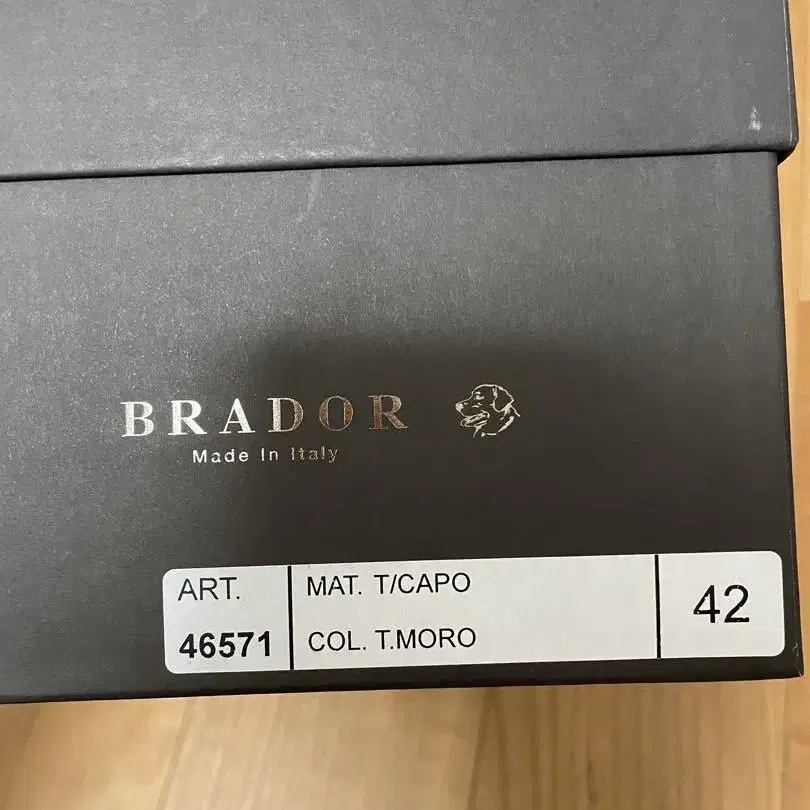 BRADOR
Made In Italy
ART.
46571
MAT. T/CAPO
COL. T.MORO
42